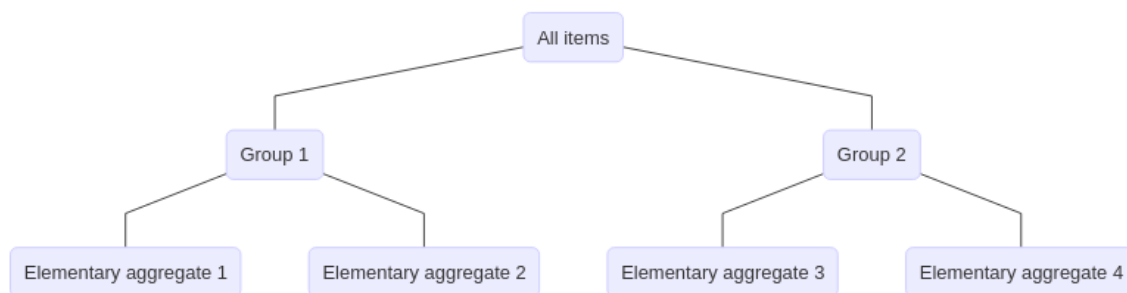 All items
Group 1
Group 2
Elementary aggregate 1
Elementary aggregate 2
Elementary aggregate 3
Elementary aggregate 4